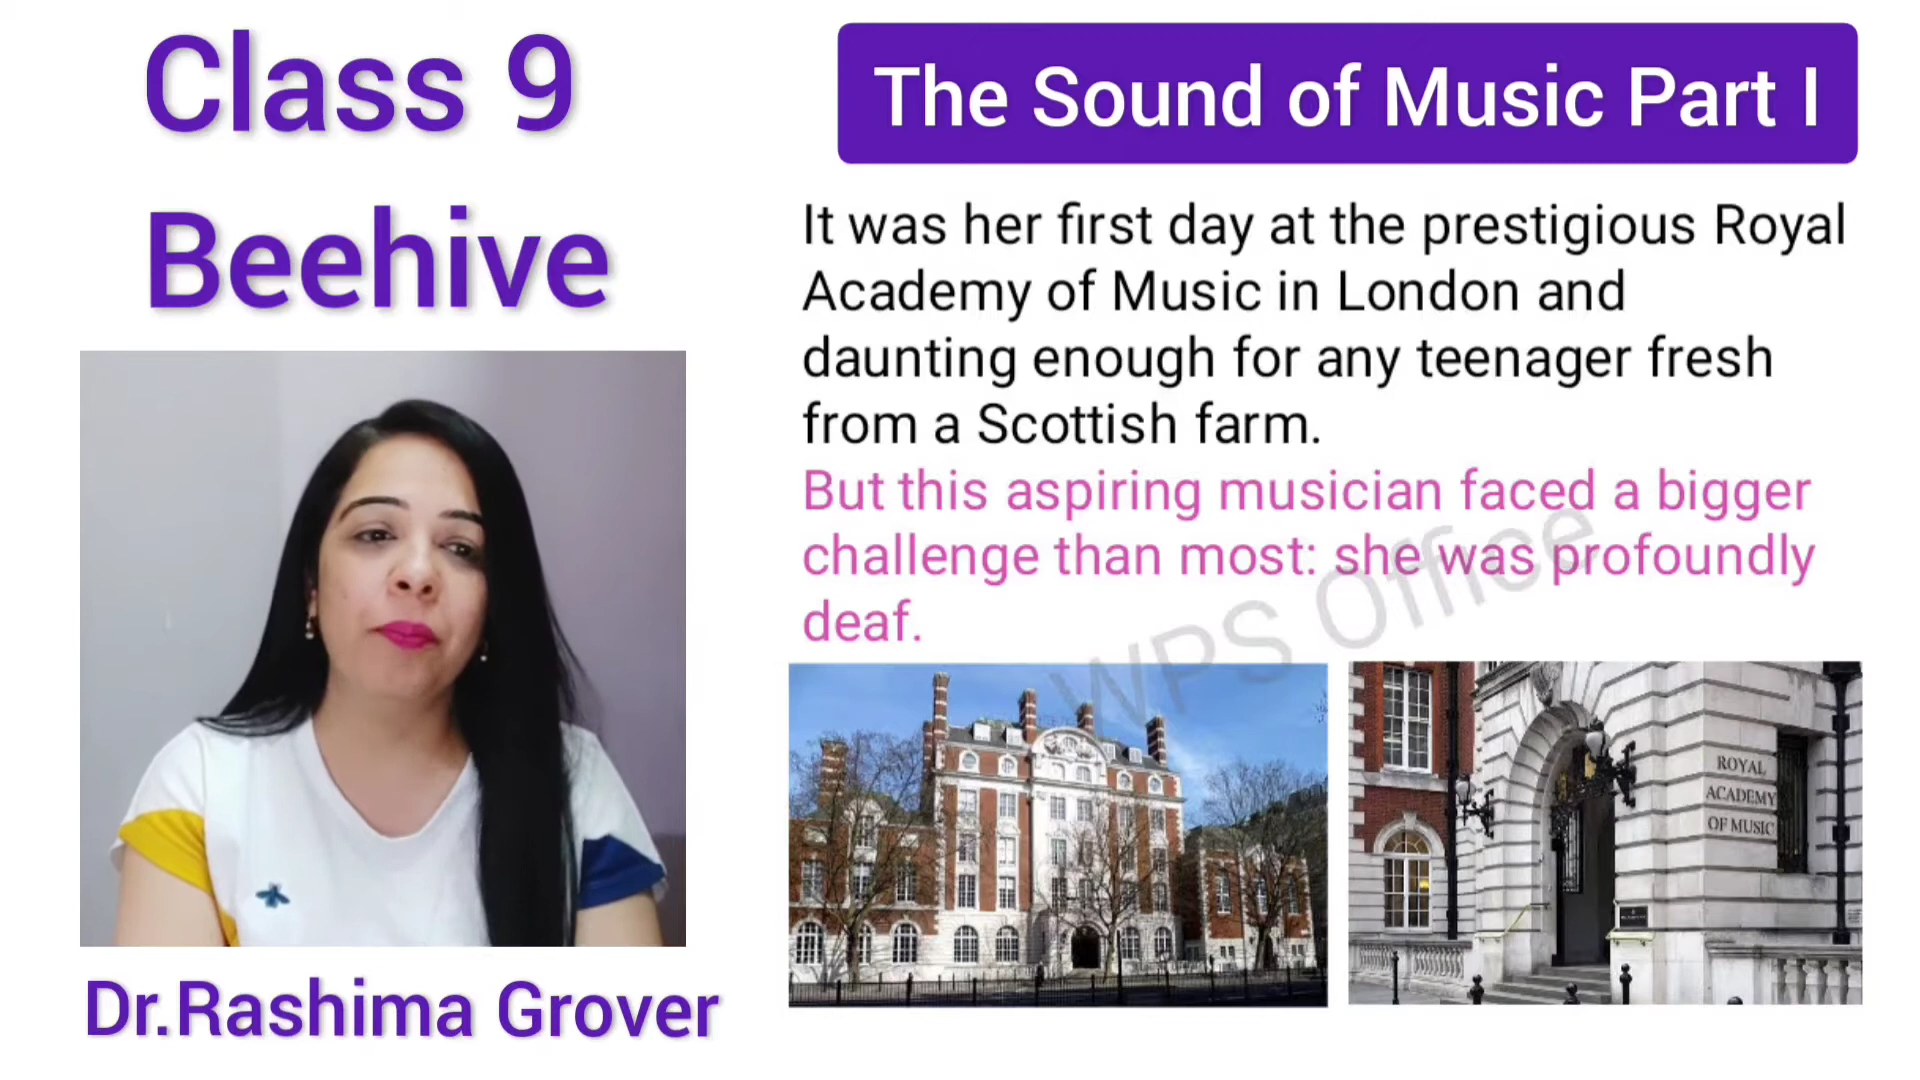 Class 9
Beehive
Dr.Rashima Grover
The Sound of Music Part I
It was her first day at the prestigious Royal
Academy of Music in London and
daunting enough for any teenager fresh
from a Scottish farm.
But this aspiring musician faced a bigger
challenge than most: she was profoundly
deaf.
WPS Office
ROYAL
ACADEMY
OF MUSIC